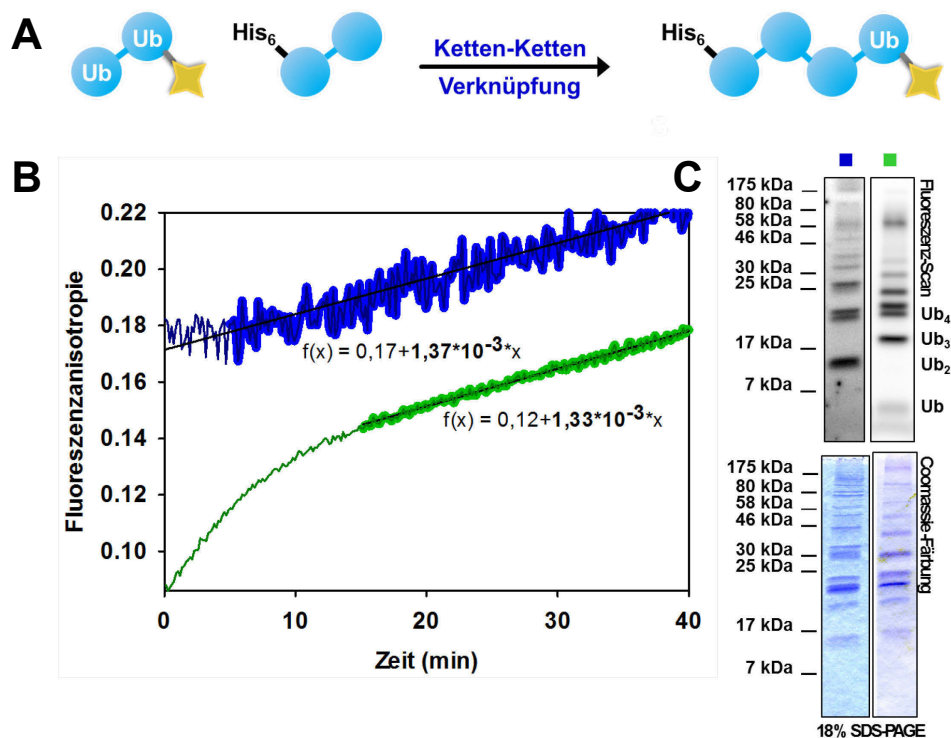 A
Ub
Ub
His6
Ketten-Ketten
Verknüpfung
His6
Ub
B
Fluoreszenzanisotropie
0.22
0.20
0.18
0.16
0.14
0.12
0.10
f(x) = 0,17+1,37*10-3*x
f(x) = 0,12+1,33*10-3*x
0
10
20
30
40
Zeit (min)
C
175 kDa
80 kDa
58 kDa
46 kDa
30 kDa
25 kDa
17 kDa
7 kDa
Fluoreszenz-Scan
Ub4
Ub3
Ub2
Ub
175 kDa
80 kDa
58 kDa
46 kDa
30 kDa
25 kDa
17 kDa
7 kDa
Coomassie-Färbung
18% SDS-PAGE